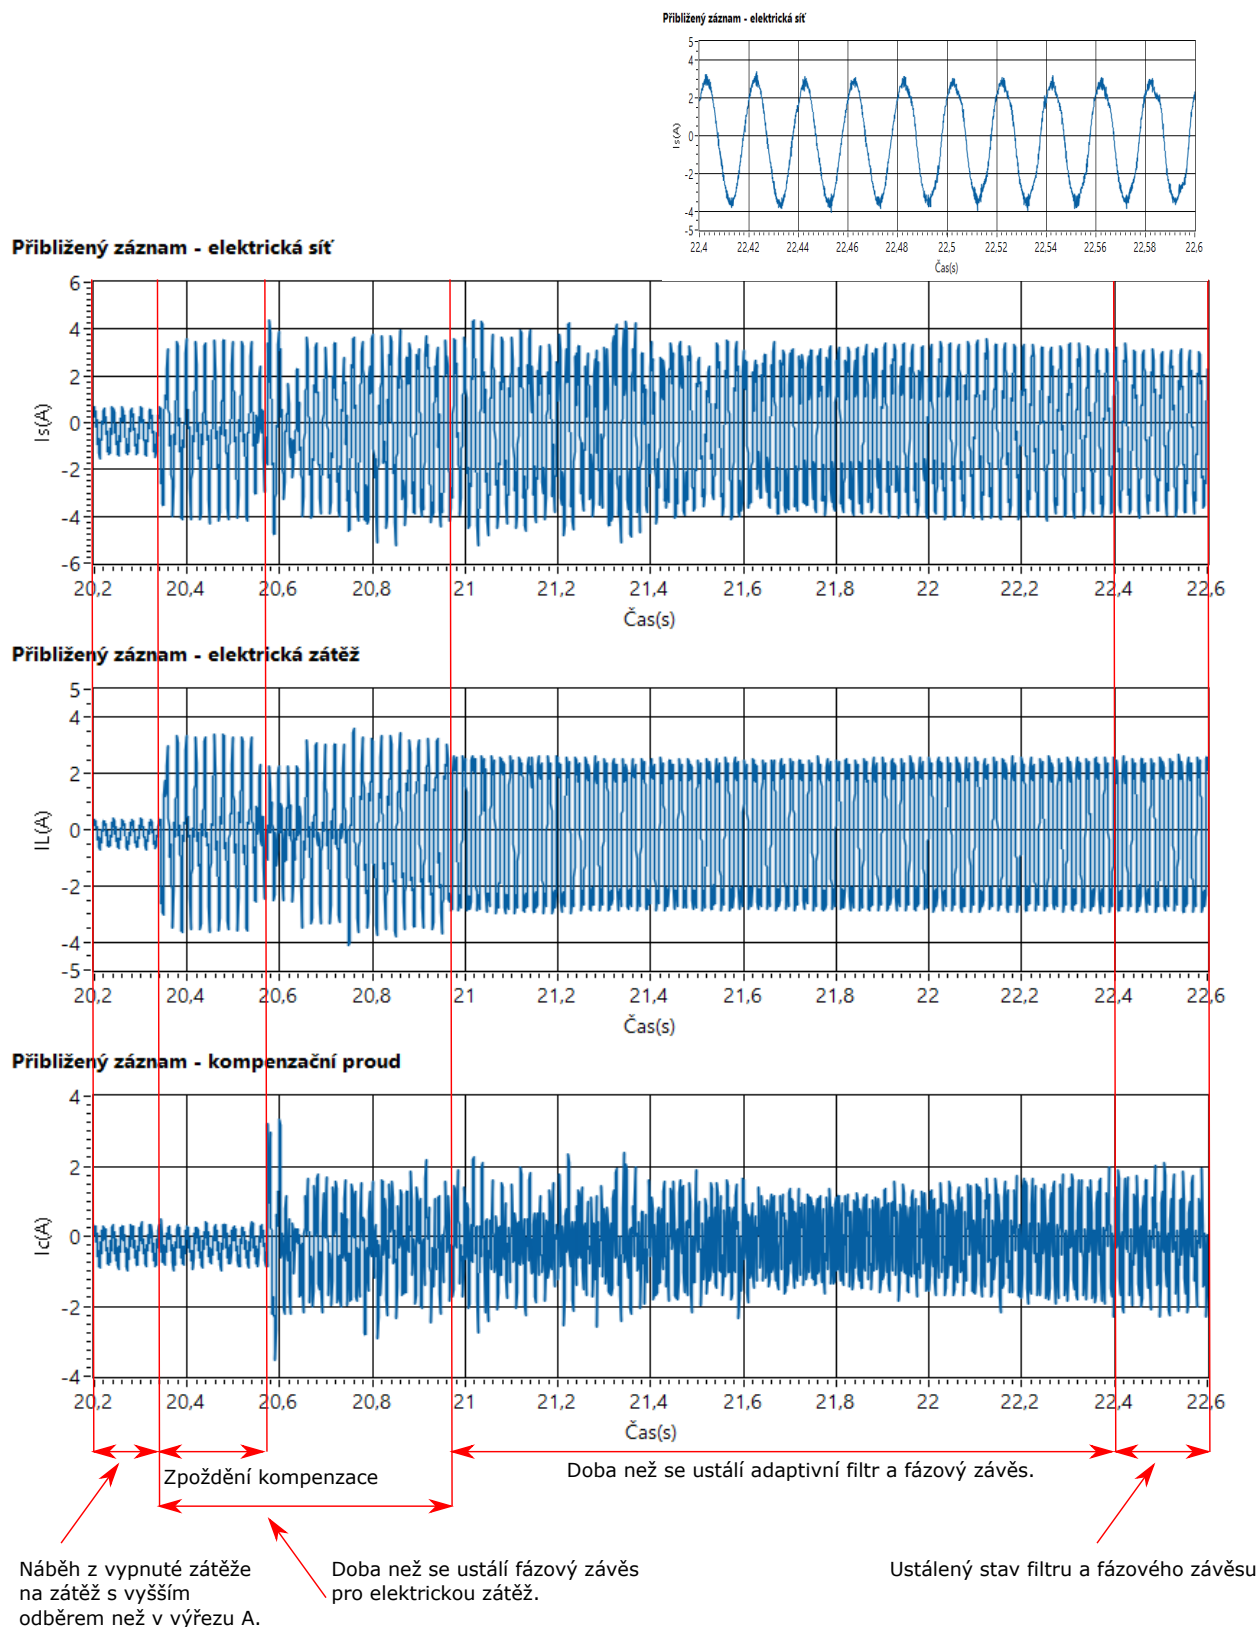 Přibližený záznam - elektrická síť
5
4
2
0
-2
-4
-5
Is(A)
22,4 22,42 22,44 22,46 22,48 22,5 22,52 22,54 22,56 22,58 22,6
Čas(s)
Přibližený záznam - elektrická síť
6
4
2
0
-2
-4
-6
Is(A)
20,2 20,4 20,6 20,8 21 21,2 21,4 21,6 21,8 22 22,2 22,4 22,6
Čas(s)
Přibližený záznam - elektrická zátěž
5
4
2
0
-2
-4
-5
IL(A)
20,2 20,4 20,6 20,8 21 21,2 21,4 21,6 21,8 22 22,2 22,4 22,6
Čas(s)
Přibližený záznam - kompenzační proud
4
2
0
-2
-4
Ic(A)
20,2 20,4 20,6 20,8 21 21,2 21,4 21,6 21,8 22 22,2 22,4 22,6
Čas(s)
Zpoždění kompenzace
Doba než se ustálí adaptivní filtr a fázový závěs.
Náběh z vypnuté zátěže
na zátěž s vyšším
odběrem než v výřezu A.
Doba než se ustálí fázový závěs
pro elektrickou zátěž.
Ustálený stav filtru a fázového závěsu